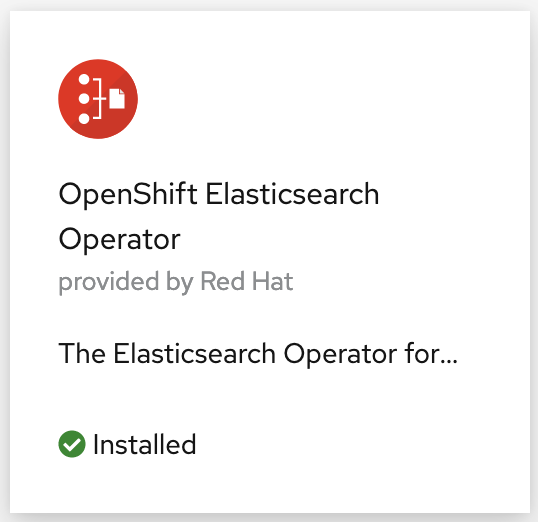 OpenShift Elasticsearch
Operator
provided by Red Hat
The Elasticsearch Operator for...
Installed